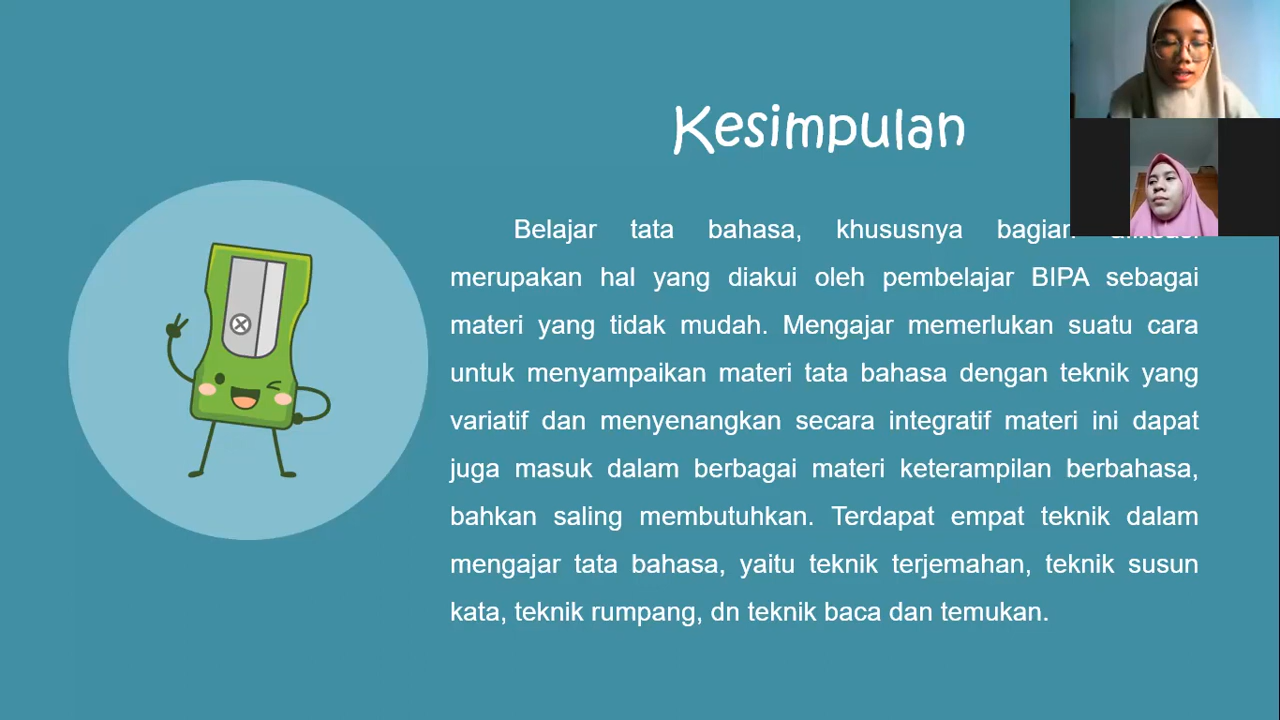 Kesimpulan
Belajar tata bahasa, khususnya bagian
merupakan hal yang diakui oleh pembelajar BIPA sebagai
materi yang tidak mudah. Mengajar memerlukan suatu cara
untuk menyampaikan materi tata bahasa dengan teknik yang
variatif dan menyenangkan secara integratif materi ini dapat
juga masuk dalam berbagai materi keterampilan berbahasa,
bahkan saling membutuhkan. Terdapat empat teknik dalam
mengajar tata bahasa, yaitu teknik terjemahan, teknik susun
kata, teknik rumpang, dn teknik baca dan temukan.